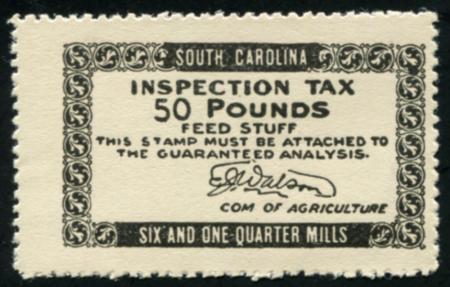 SOUTH CAROLINA
INSPECTION TAX
50 POUNDS
FEED STUFF
THIS STAMP MUST BE ATTACHED TO
THE GUARANTEED ANALYSIS.
E J Watson
COM OF AGRICULTURE
SIX AND ONE QUARTER MILLS